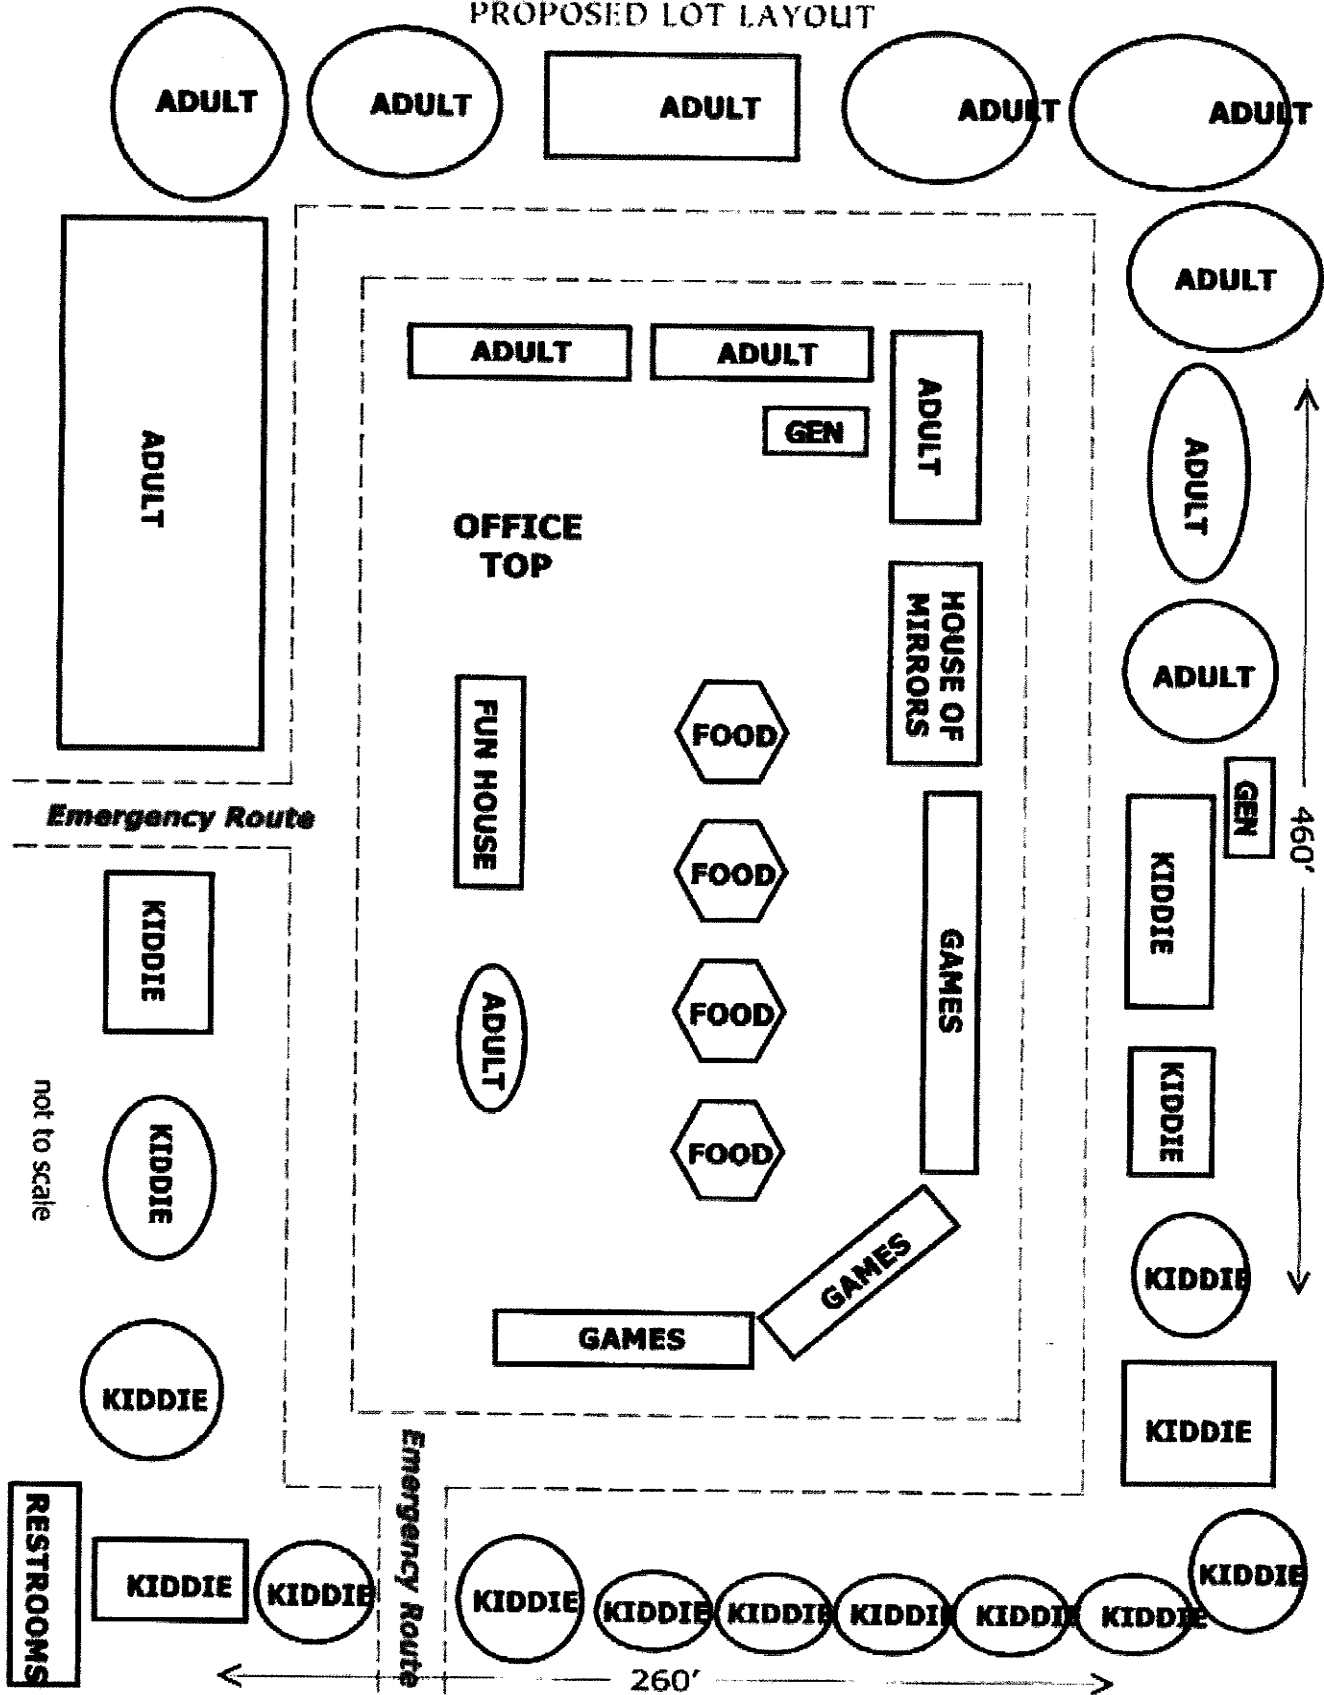 PROPOSED LOT LAYOUT
ADULT
ADULT
ADULT
ADULT
ADULT
ADULT
ADULT
ADULT
ADULT
ADULT
GEN
ADULT
ADULT
OFFICE
TOP
HOUSE OF
MIRRORS
ADULT
FUN HOUSE
FOOD
GEN
Emergency Route
460'
FOOD
KIDDIE
KIDDIE
GAMES
FOOD
ADULT
KIDDIE
not to scale
KIDDIE
FOOD
GAMES
KIDDIE
GAMES
KIDDIE
KIDDIE
Emergency Route
RESTROOMS
KIDDIE
KIDDIE
KIDDIE
KIDDIE
KIDDIE
KIDDIE
KIDDIE
KIDDIE
KIDDIE
260'